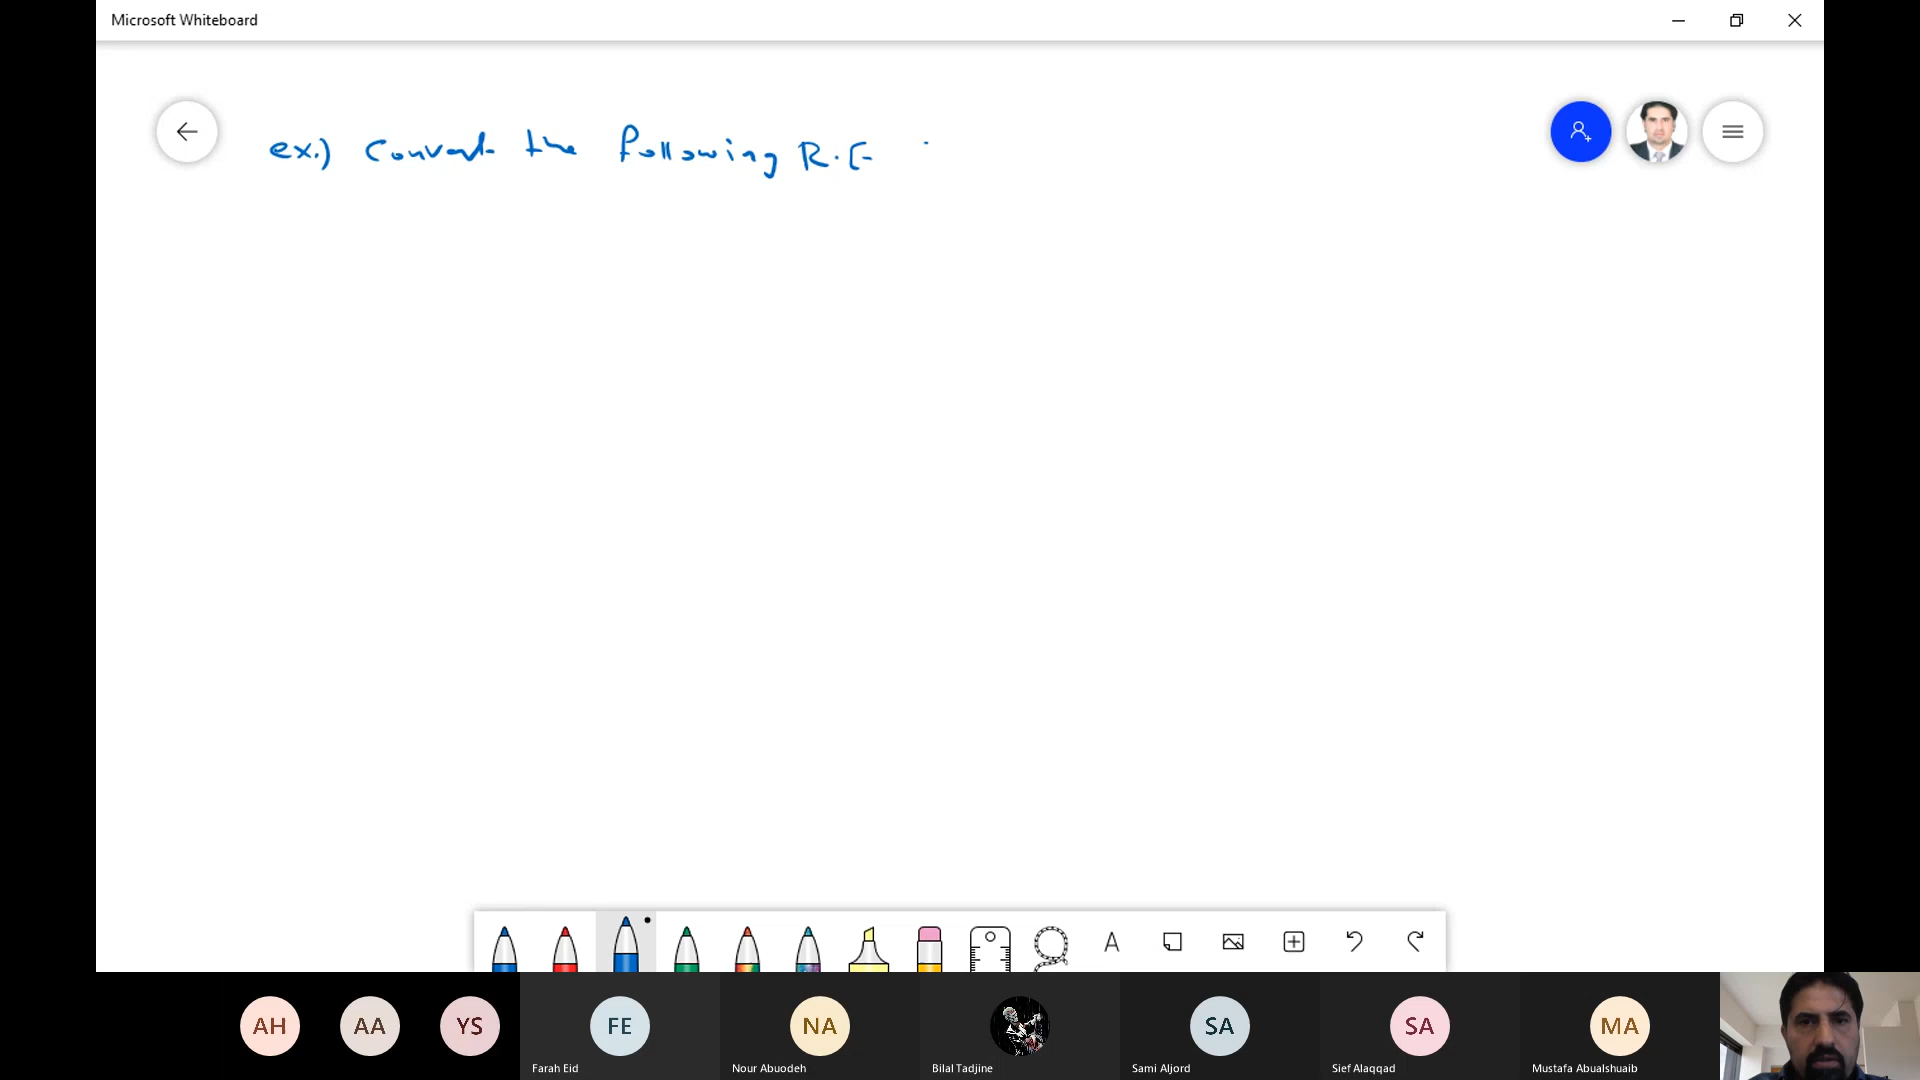 Microsoft Whiteboard
ex.) Convert the following R.E
A
AH
AA
YS
FE
NA
SA
SA
MA
Farah Eid
Nour Abuodeh
Bilal Tadjine
Sami Aljord
Sief Alaqqad
Mustafa Abualshuaib